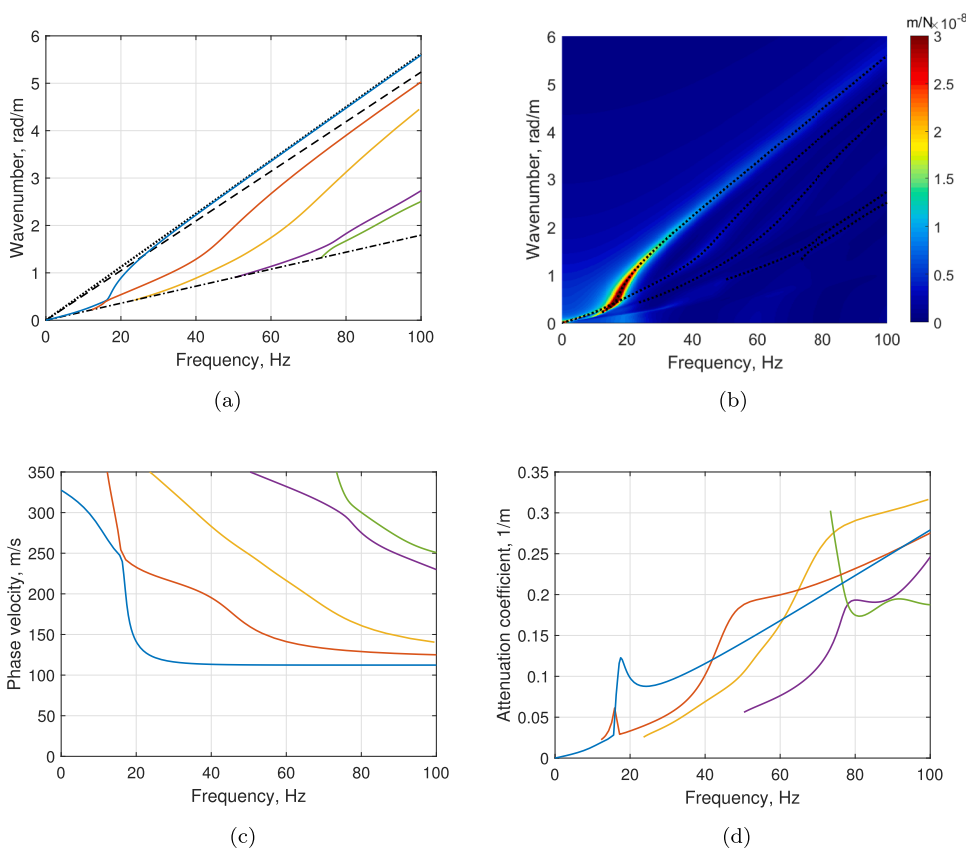 6
5
4
3
2
1
0
0 20 40 60 80 100
Wavenumber, rad/m
Frequency, Hz
(a)
m/N × 10⁻⁸
6
5
4
3
2
1
0
0 20 40 60 80 100
Wavenumber, rad/m
Frequency, Hz
3
2.5
2
1.5
1
0.5
0
(b)
350
300
250
200
150
100
50
0
0 20 40 60 80 100
Phase velocity, m/s
Frequency, Hz
(c)
0.35
0.3
0.25
0.2
0.15
0.1
0.05
0
0 20 40 60 80 100
Attenuation coefficient, 1/m
Frequency, Hz
(d)